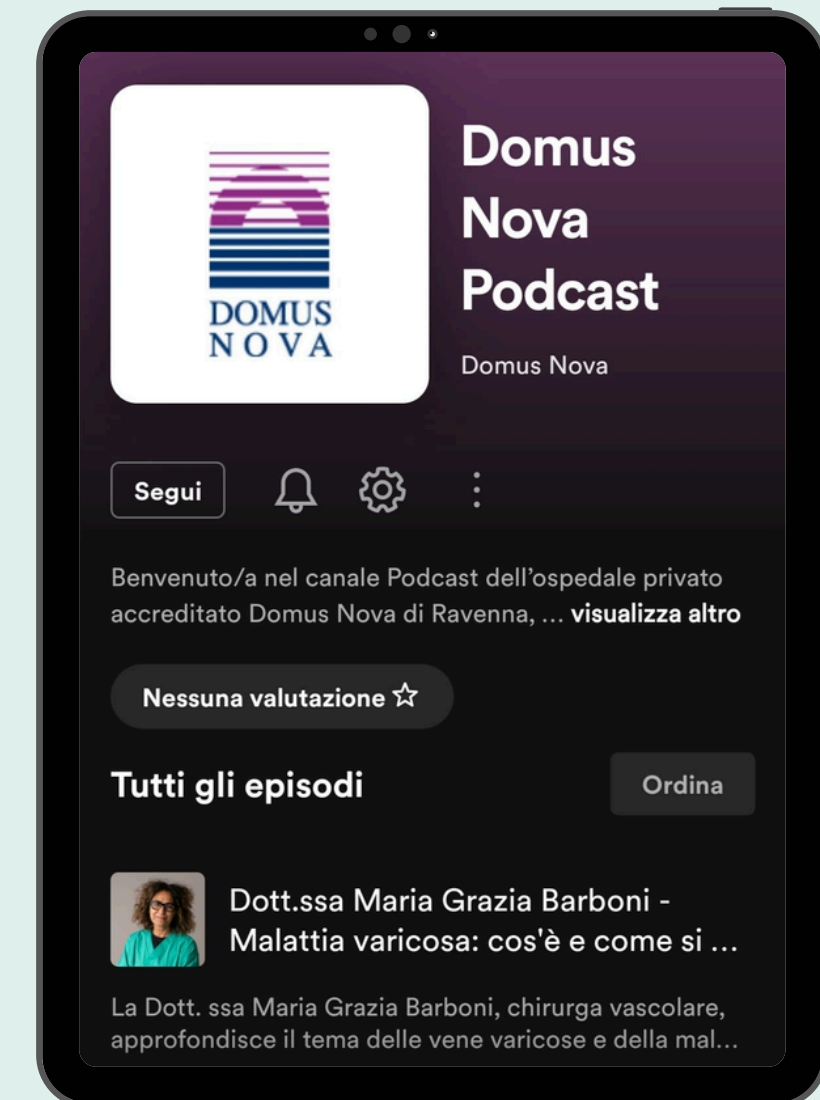 DOMUS
NOVA
Domus
Nova
Podcast
Domus Nova
Segui
Benvenuto/a nel canale Podcast dell’ospedale privato
accreditato Domus Nova di Ravenna, … visualizza altro
Nessuna valutazione
Tutti gli episodi
Ordina
Dott.ssa Maria Grazia Barboni -
Malattia varicosa: cos'è e come si …
La Dott. ssa Maria Grazia Barboni, chirurga vascolare,
approfondisce il tema delle vene varicose e della mal…